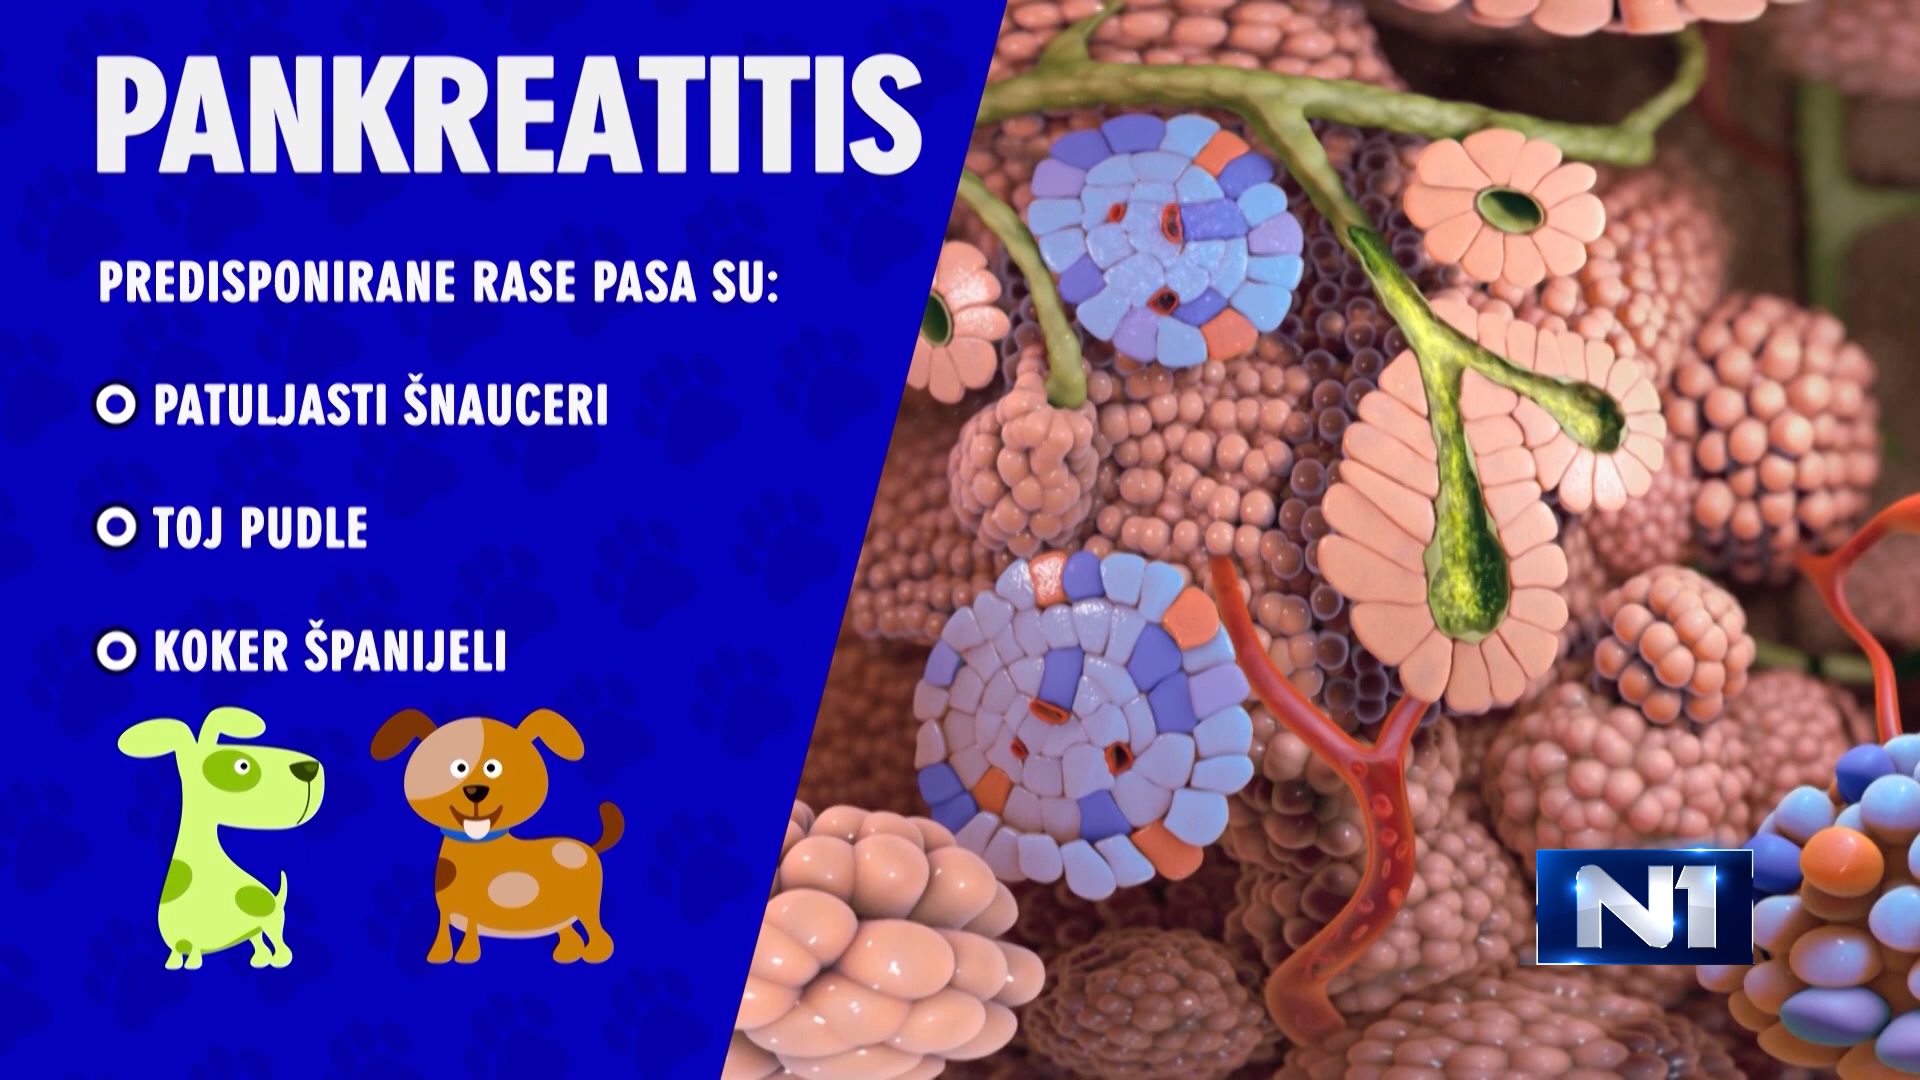 PANKREATITIS
PREDISPONIRANE RASE PASA SU:
PATULJASTI ŠNAUCERI
TOJ PUDLE
KOKER ŠPANIJELI
N1